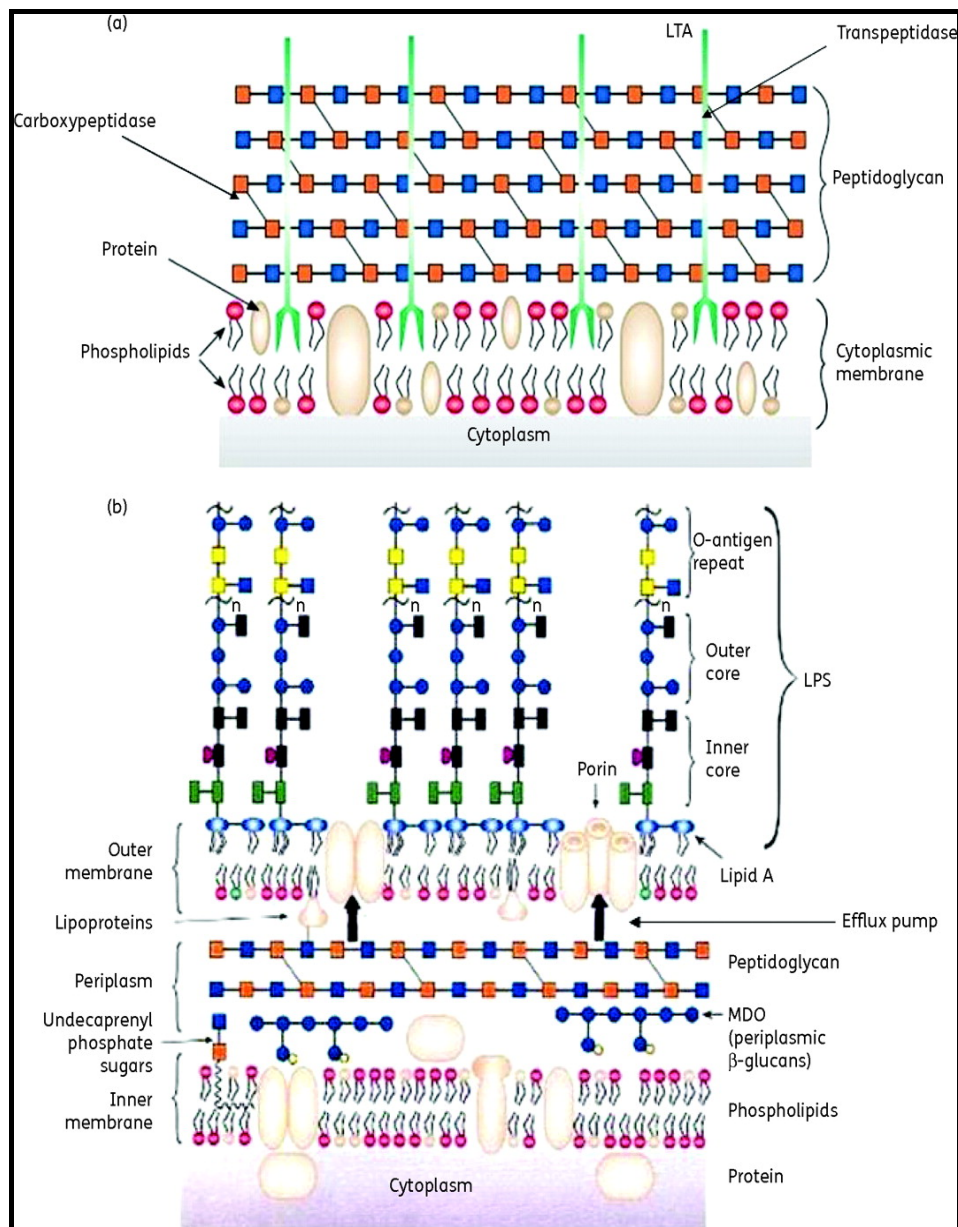 (a)
LTA
Transpeptidase
Carboxypeptidase
Peptidoglycan
Protein
Phospholipids
Cytoplasmic
membrane
Cytoplasm
(b)
O-antigen
repeat
n n n n n
Outer
core
LPS
Inner
core
Porin
Outer
membrane
Lipid A
Lipoproteins
Efflux pump
Peptidoglycan
Periplasm
Undecaprenyl
phosphate
sugars
MDO
(periplasmic
β-glucans)
Inner
membrane
Phospholipids
Protein
Cytoplasm